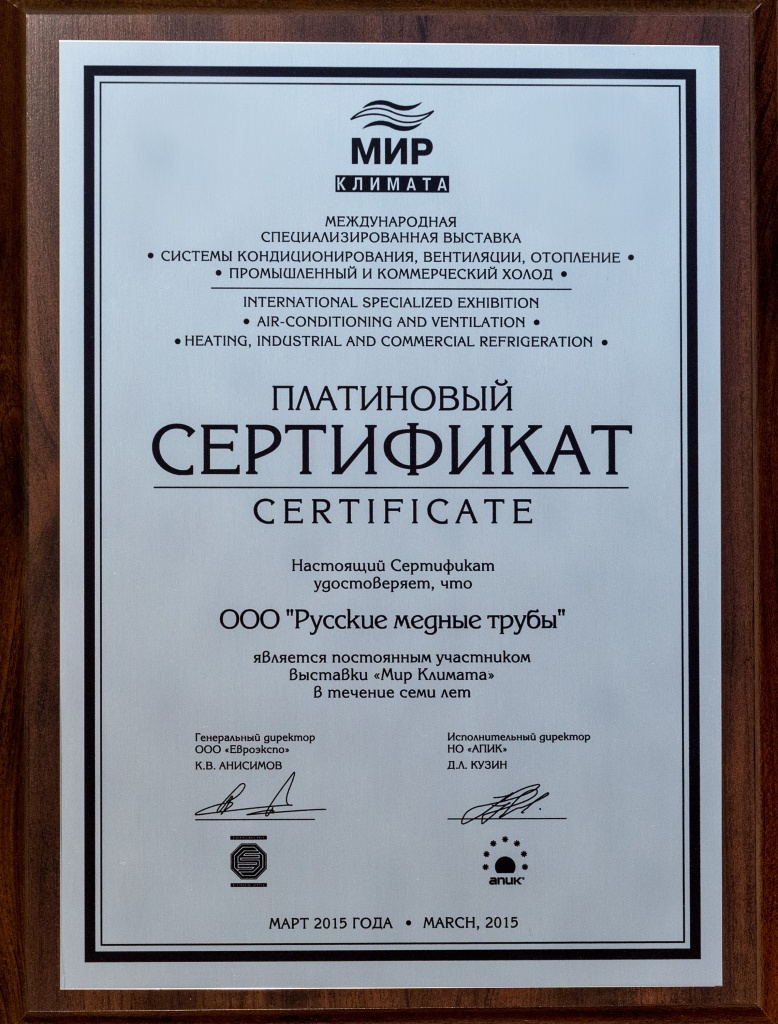 МИР
КЛИМАТА
МЕЖДУНАРОДНАЯ
СПЕЦИАЛИЗИРОВАННАЯ ВЫСТАВКА
• СИСТЕМЫ КОНДИЦИОНИРОВАНИЯ, ВЕНТИЛЯЦИИ, ОТОПЛЕНИЕ •
• ПРОМЫШЛЕННЫЙ И КОММЕРЧЕСКИЙ ХОЛОД •
INTERNATIONAL SPECIALIZED EXHIBITION
• AIR-CONDITIONING AND VENTILATION •
• HEATING, INDUSTRIAL AND COMMERCIAL REFRIGERATION •
ПЛАТИНОВЫЙ
СЕРТИФИКАТ
CERTIFICATE
Настоящий Сертификат
удостоверяет, что
ООО "Русские медные трубы"
является постоянным участником
выставки «Мир Климата»
в течение семи лет
Генеральный директор
ООО «Евроэкспо»
К.В. АНИСИМОВ
Исполнительный директор
НО «АПИК»
Д.Л. КУЗИН
апик
МАРТ 2015 ГОДА • MARCH, 2015